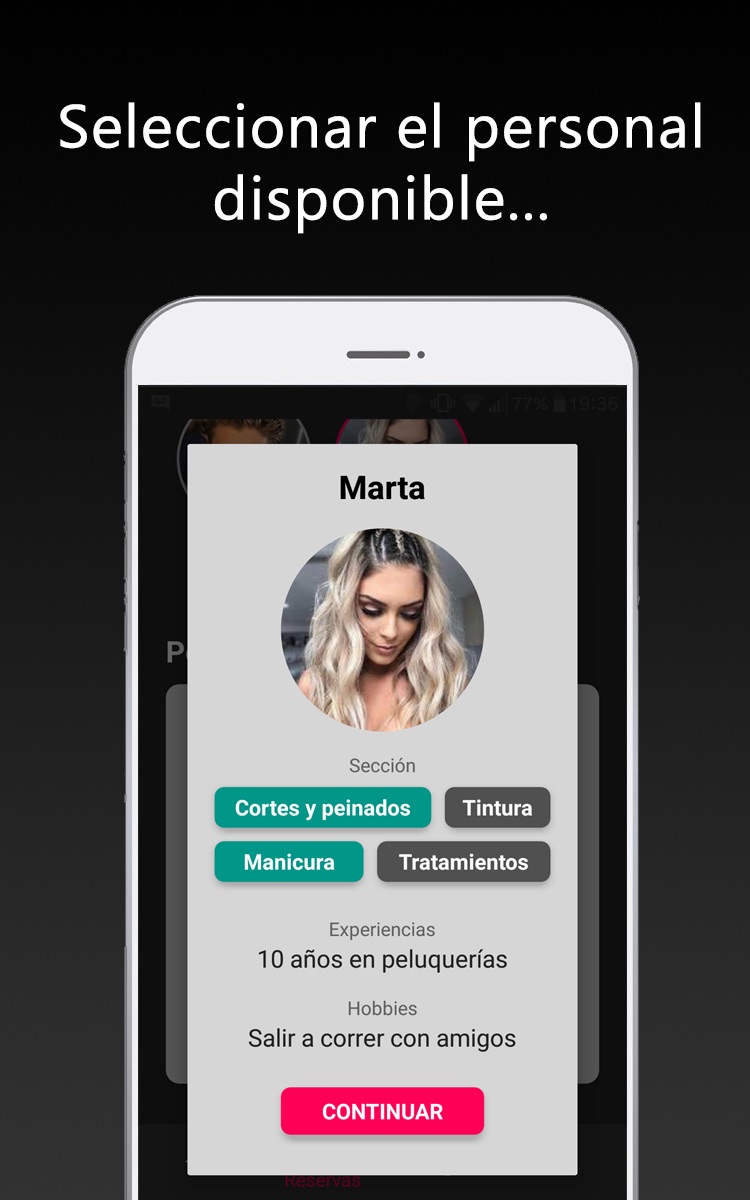 Seleccionar el personal
disponible...
77% 19:36
Marta
P
Sección
Cortes y peinados
Tintura
Manicura
Tratamientos
Experiencias
10 años en peluquerías
Hobbies
Salir a correr con amigos
CONTINUAR
Reservas